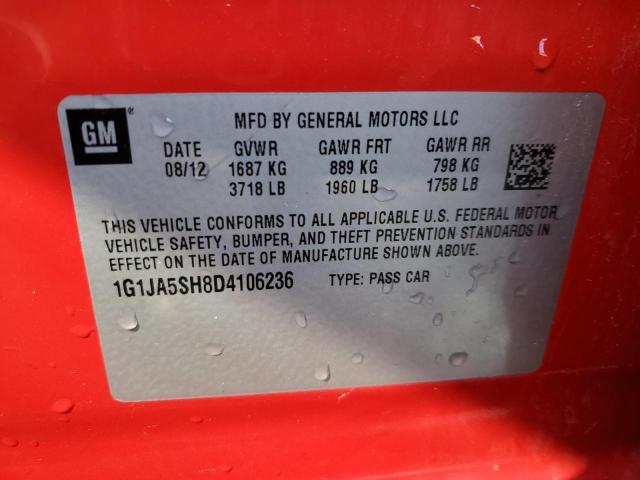 GM®
MFD BY GENERAL MOTORS LLC
DATE GVWR GAWR FRT GAWR RR
08/12 1687 KG 889 KG 798 KG
3718 LB 1960 LB 1758 LB
THIS VEHICLE CONFORMS TO ALL APPLICABLE U.S. FEDERAL MOTOR
VEHICLE SAFETY, BUMPER, AND THEFT PREVENTION STANDARDS IN
EFFECT ON THE DATE OF MANUFACTURE SHOWN ABOVE.
1G1JA5SH8D4106236 TYPE: PASS CAR